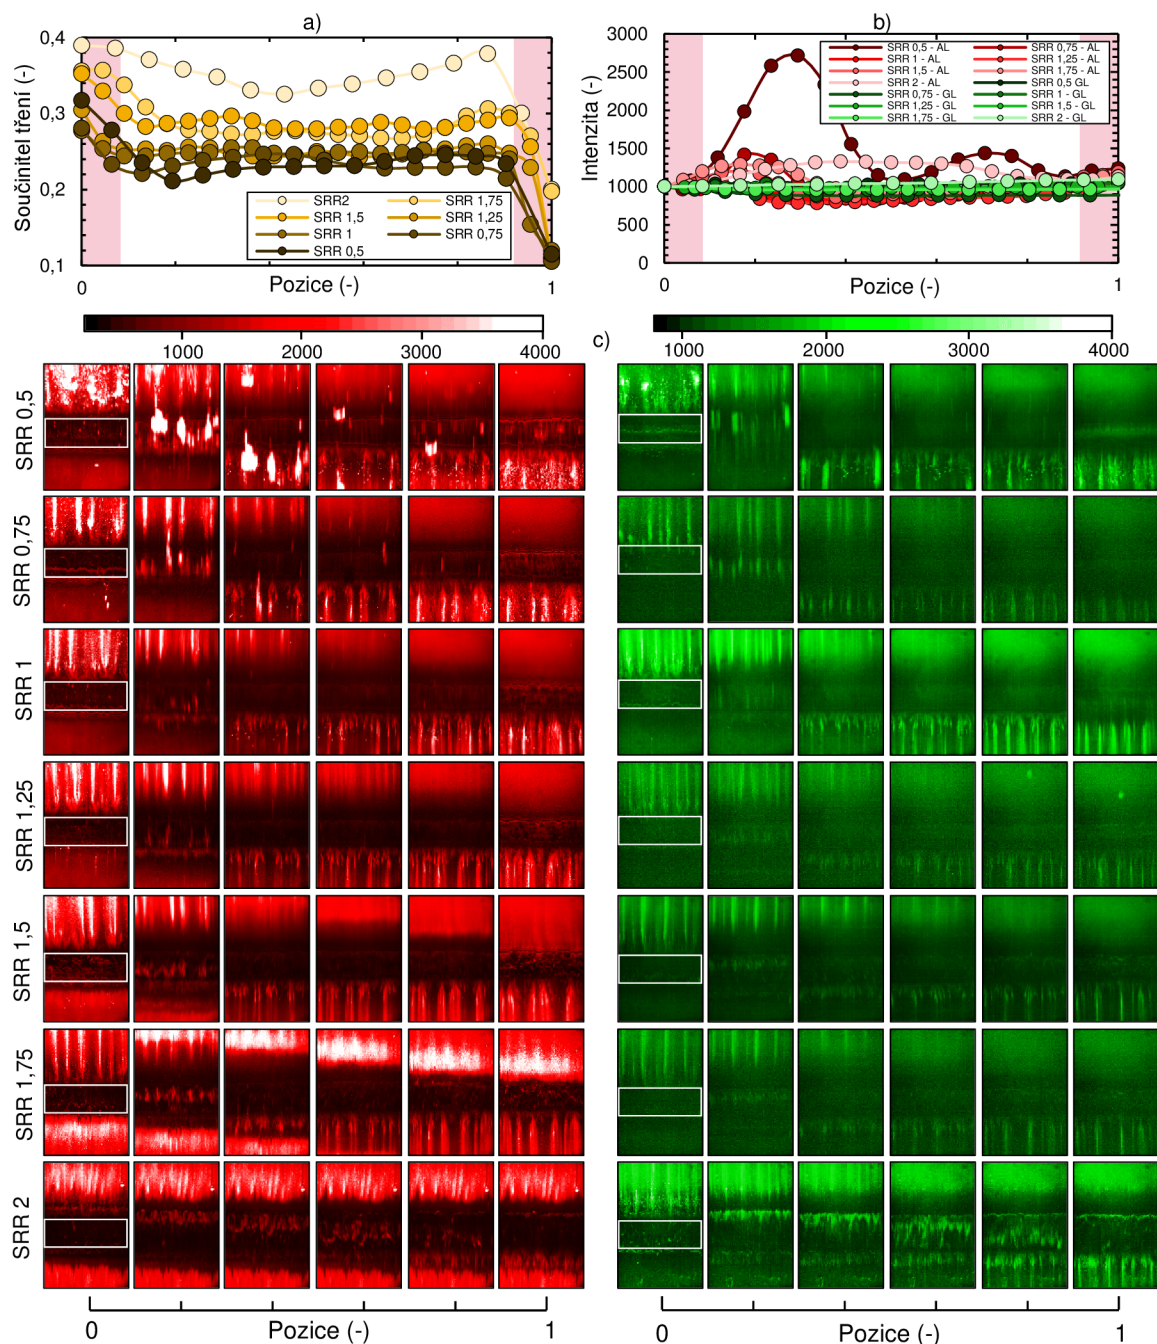 a)
0,4
0,3
0,2
0,1
Součinitel tření (-)
SRR2
SRR 1,75
SRR 1,5
SRR 1,25
SRR 1
SRR 0,75
SRR 0,5
0
Pozice (-)
1
b)
3000
2500
2000
1500
1000
500
0
Intenzita (-)
SRR 0,5 - AL
SRR 0,75 - AL
SRR 1 - AL
SRR 1,25 - AL
SRR 1,5 - AL
SRR 1,75 - AL
SRR 2 - AL
SRR 0,5 GL
SRR 0,75 - GL
SRR 1 - GL
SRR 1,25 - GL
SRR 1,5 - GL
SRR 1,75 - GL
SRR 2 - GL
0
Pozice (-)
1
1000
2000
3000
4000
c)
1000
2000
3000
4000
SRR 0,5
SRR 0,75
SRR 1
SRR 1,25
SRR 1,5
SRR 1,75
SRR 2
0
Pozice (-)
1
0
Pozice (-)
1